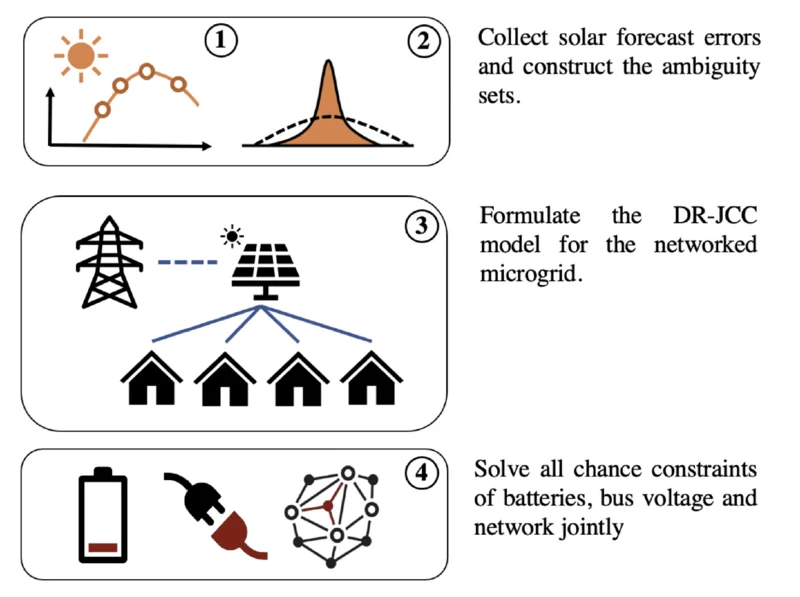 1
2
Collect solar forecast errors
and construct the ambiguity
sets.
3
Formulate the DR-JCC
model for the networked
microgrid.
4
Solve all chance constraints
of batteries, bus voltage and
network jointly